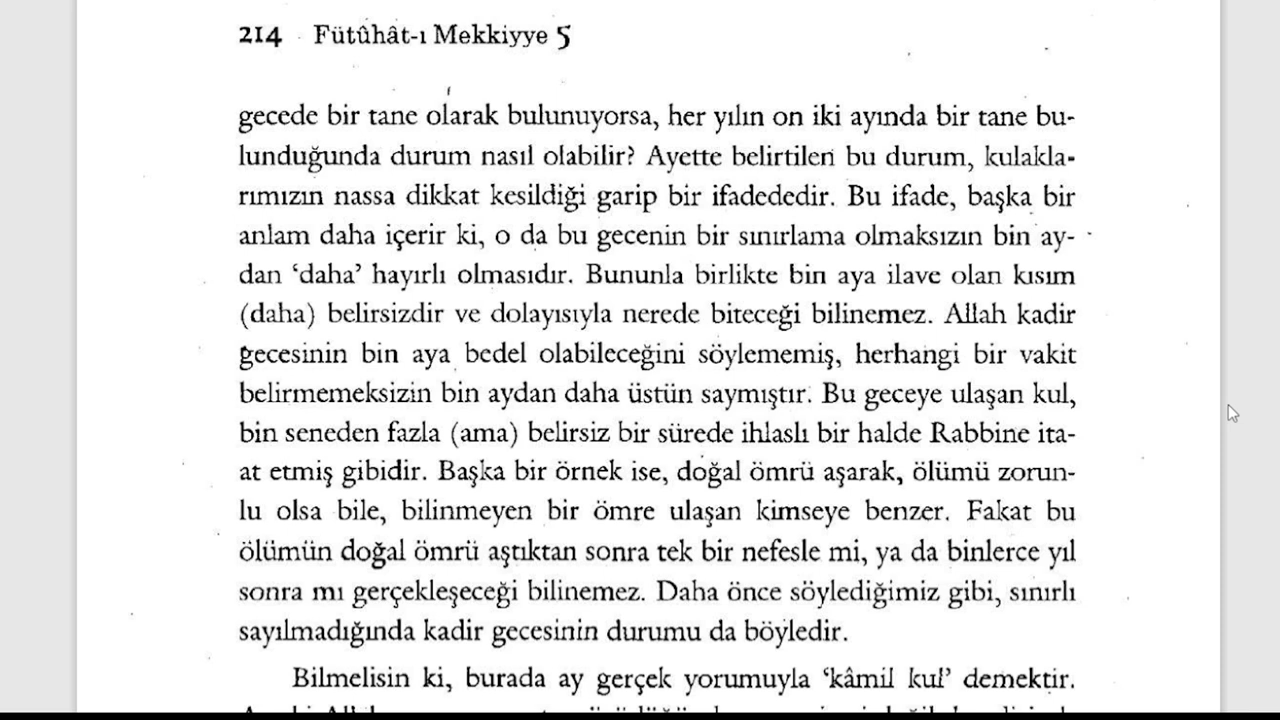 214 Fütûhât-ı Mekkiyye 5
gecede bir tane olarak bulunuyorsa, her yılın on iki ayında bir tane bu-
lunduğunda durum nasıl olabilir? Ayette belirtilen bu durum, kulakla-
rımızın nassa dikkat kesildiği garip bir ifadededir. Bu ifade, başka bir
anlam daha içerir ki, o da bu gecenin bir sınırlama olmaksızın bin ay-
dan ‘daha’ hayırlı olmasıdır. Bununla birlikte bin aya ilave olan kısım
(daha) belirsizdir ve dolayısıyla nerede biteceği bilinemez. Allah kadir
gecesinin bin aya bedel olabileceğini söylememiş, herhangi bir vakit
belirmemeksizin bin aydan daha üstün saymıştır. Bu geceye ulaşan kul,
bin seneden fazla (ama) belirsiz bir sürede ihlaslı bir halde Rabbine ita-
at etmiş gibidir. Başka bir örnek ise, doğal ömrü aşarak, ölümü zorun-
lu olsa bile, bilinmeyen bir ömre ulaşan kimseye benzer. Fakat bu
ölümün doğal ömrü aştıktan sonra tek bir nefesle mi, ya da binlerce yıl
sonra mı gerçekleşeceği bilinemez. Daha önce söylediğimiz gibi, sınırlı
sayılmadığında kadir gecesinin durumu da böyledir.
Bilmelisin ki, burada ay gerçek yorumuyla ‘kâmil kul’ demektir.